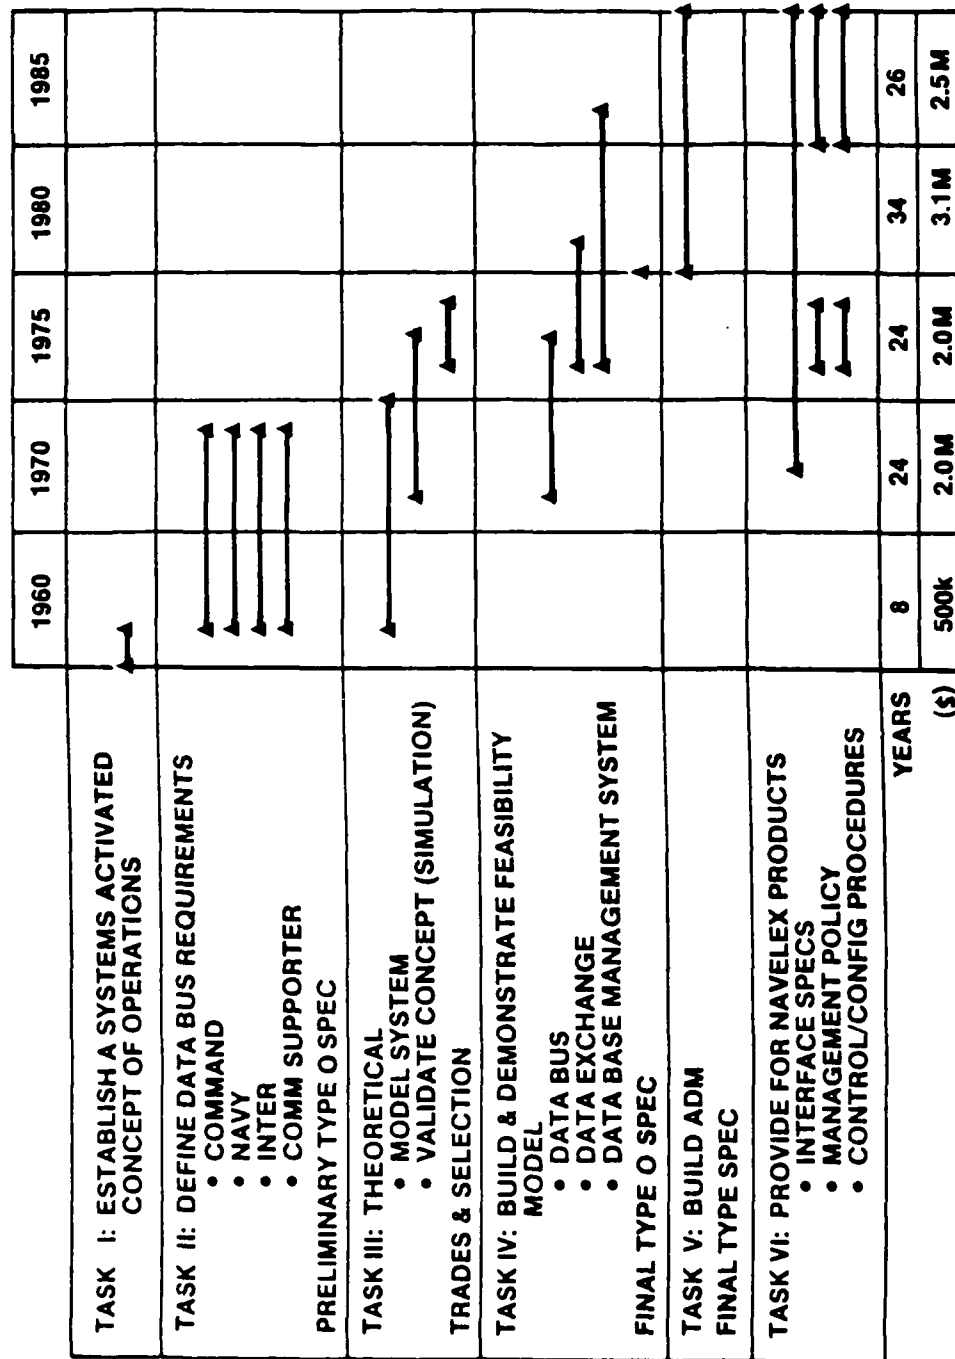 1960 1970 1975 1980 1985
TASK I: ESTABLISH A SYSTEMS ACTIVATED
CONCEPT OF OPERATIONS
TASK II: DEFINE DATA BUS REQUIREMENTS
• COMMAND
• NAVY
• INTER
• COMM SUPPORTER
PRELIMINARY TYPE O SPEC
TASK III: THEORETICAL
• MODEL SYSTEM
• VALIDATE CONCEPT (SIMULATION)
TRADES & SELECTION
TASK IV: BUILD & DEMONSTRATE FEASIBILITY
MODEL
• DATA BUS
• DATA EXCHANGE
• DATA BASE MANAGEMENT SYSTEM
FINAL TYPE O SPEC
TASK V: BUILD ADM
FINAL TYPE SPEC
TASK VI: PROVIDE FOR NAVELEX PRODUCTS
• INTERFACE SPECS
• MANAGEMENT POLICY
• CONTROL/CONFIG PROCEDURES
YEARS 8 24 24 34 26
($) 500k 2.0M 2.0M 3.1M 2.5M